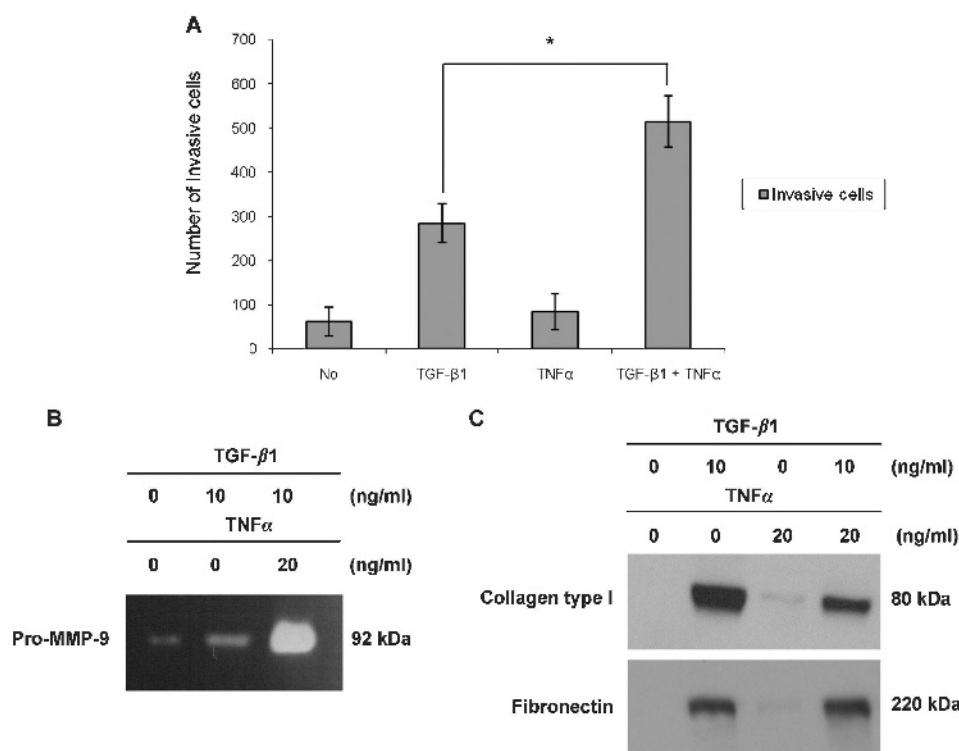 A
700
600
500
400
300
200
100
0
Number of Invasive cells
*
No TGF-β1 TNFα TGF-β1 + TNFα
Invasive cells
B
TGF-β1
0 10 10 (ng/ml)
TNFα
0 0 20 (ng/ml)
Pro-MMP-9 92 kDa
C
TGF-β1
0 10 0 10 (ng/ml)
TNFα
0 0 20 20 (ng/ml)
Collagen type I 80 kDa
Fibronectin 220 kDa